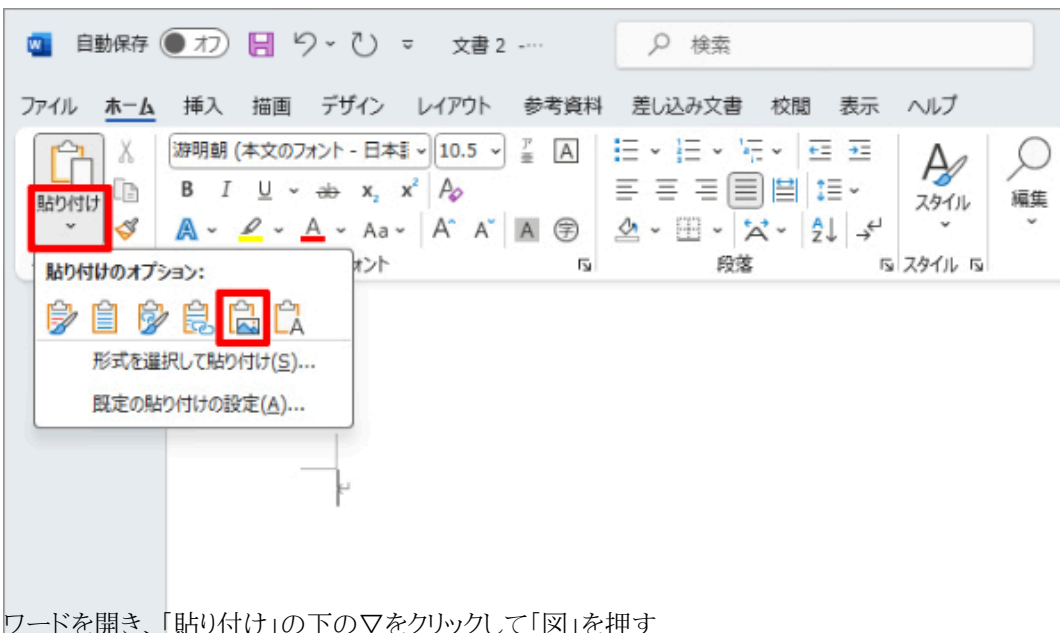 自動保存 オフ 文書 2 -… 検索
ファイル ホーム 挿入 描画 デザイン レイアウト 参考資料 差し込み文書 校閲 表示 ヘルプ
貼り付け
游明朝 (本文のフォント - 日本 10.5
B I U ab x₂ x² A
A A Aa A A A 字
段落
スタイル
スタイル
編集
貼り付けのオプション:
形式を選択して貼り付け(S)...
既定の貼り付けの設定(A)...
ワードを開き、「貼り付け」の下の▽をクリックして「図」を押す